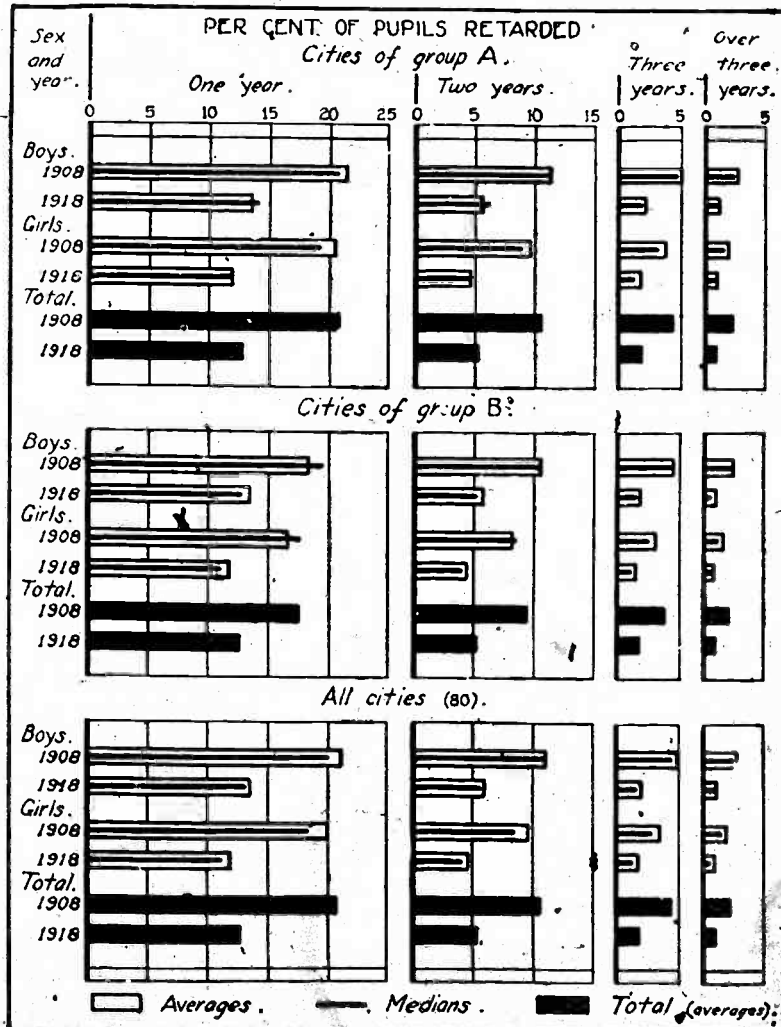 PER CENT. OF PUPILS RETARDED
Cities of group A.
Sex and year.
One year.
Two years.
Three years.
Over three years.
0 5 10 15 20 25
0 5 10 15
0 5
0 5
Boys.
1908
1918
Girls.
1908
1918
Total.
1908
1918
Cities of group B.
Boys.
1908
1918
Girls.
1908
1918
Total.
1908
1918
All cities (80).
Boys.
1908
1918
Girls.
1908
1918
Total.
1908
1918
Averages. Medians. Total (averages).